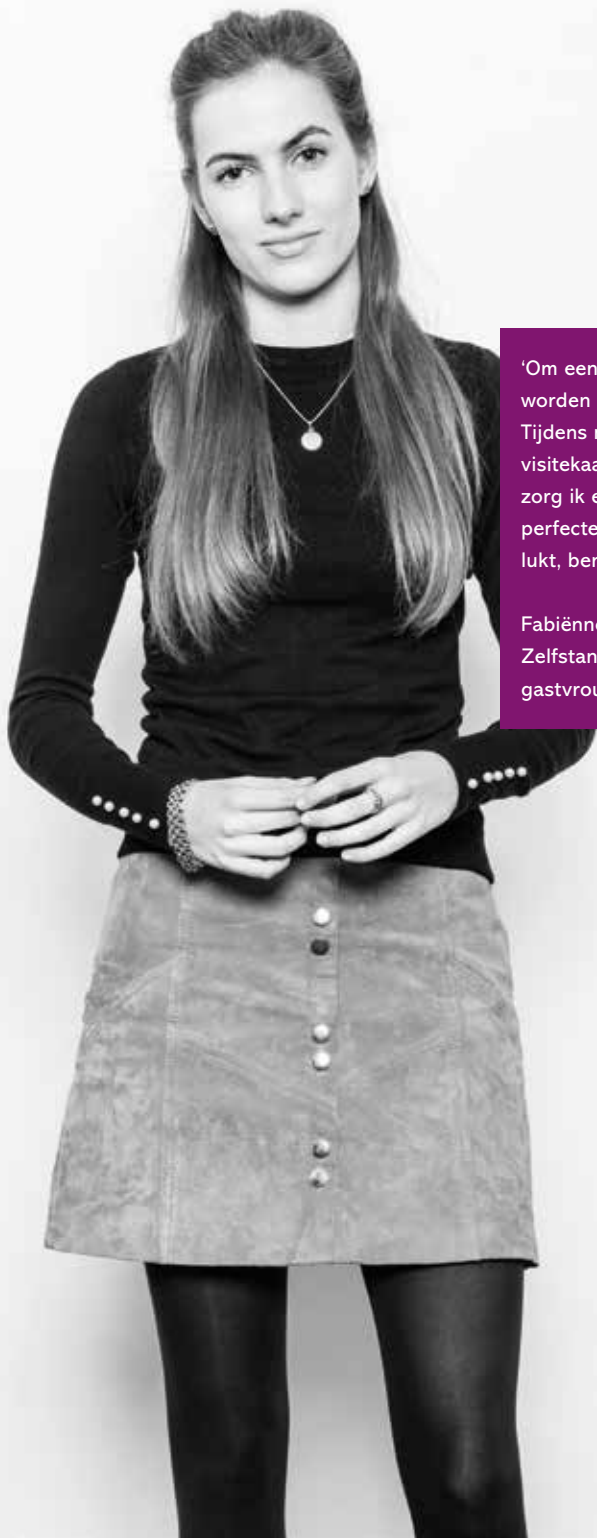 ‘Om een
worden
Tijdens
visitekaa
zorg ik e
perfecte
lukt, ben
Fabiënne
Zelfstan
gastvrou